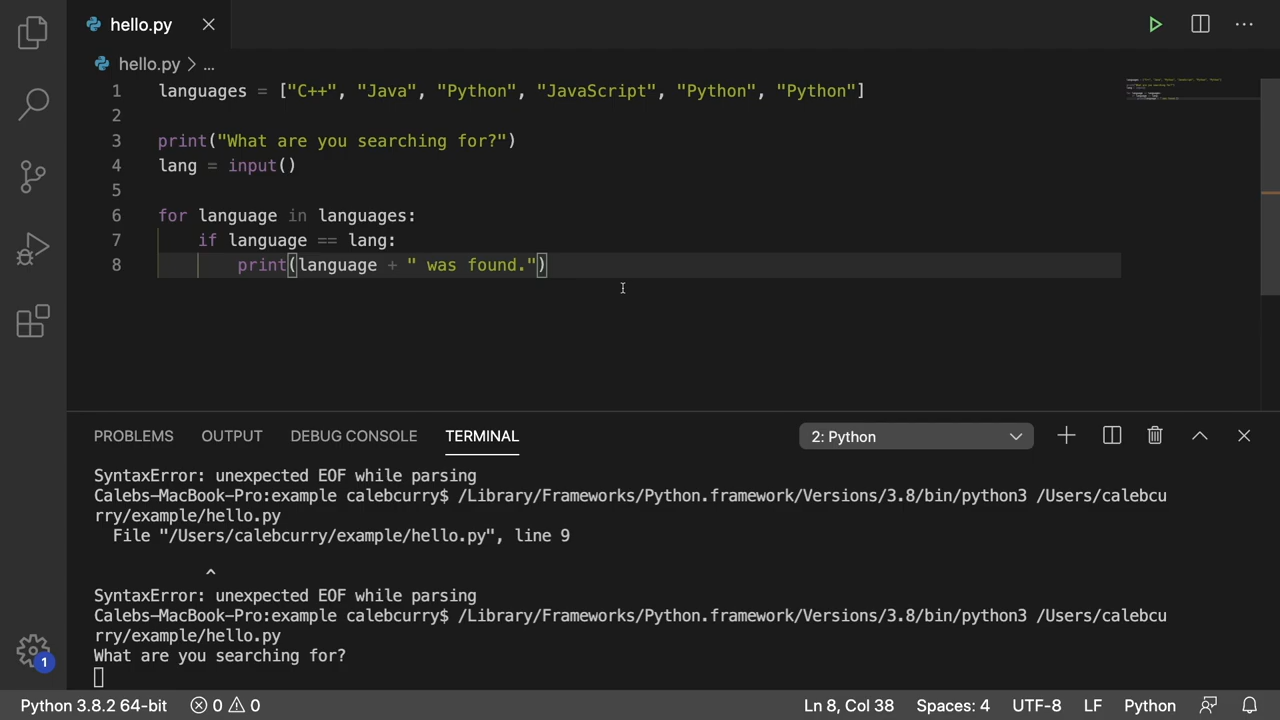 hello.py
hello.py > ...
1 languages = ["C++", "Java", "Python", "JavaScript", "Python", "Python"]
2
3 print("What are you searching for?")
4 lang = input()
5
6 for language in languages:
7     if language == lang:
8         print(language + " was found.")
PROBLEMS OUTPUT DEBUG CONSOLE TERMINAL 2: Python
SyntaxError: unexpected EOF while parsing
Calebs-MacBook-Pro:example calebcurry$ /Library/Frameworks/Python.framework/Versions/3.8/bin/python3 /Users/calebcu
rry/example/hello.py
  File "/Users/calebcurry/example/hello.py", line 9
            ^
SyntaxError: unexpected EOF while parsing
Calebs-MacBook-Pro:example calebcurry$ /Library/Frameworks/Python.framework/Versions/3.8/bin/python3 /Users/calebcu
rry/example/hello.py
What are you searching for?
1
Python 3.8.2 64-bit 0 0 Ln 8, Col 38 Spaces: 4 UTF-8 LF Python